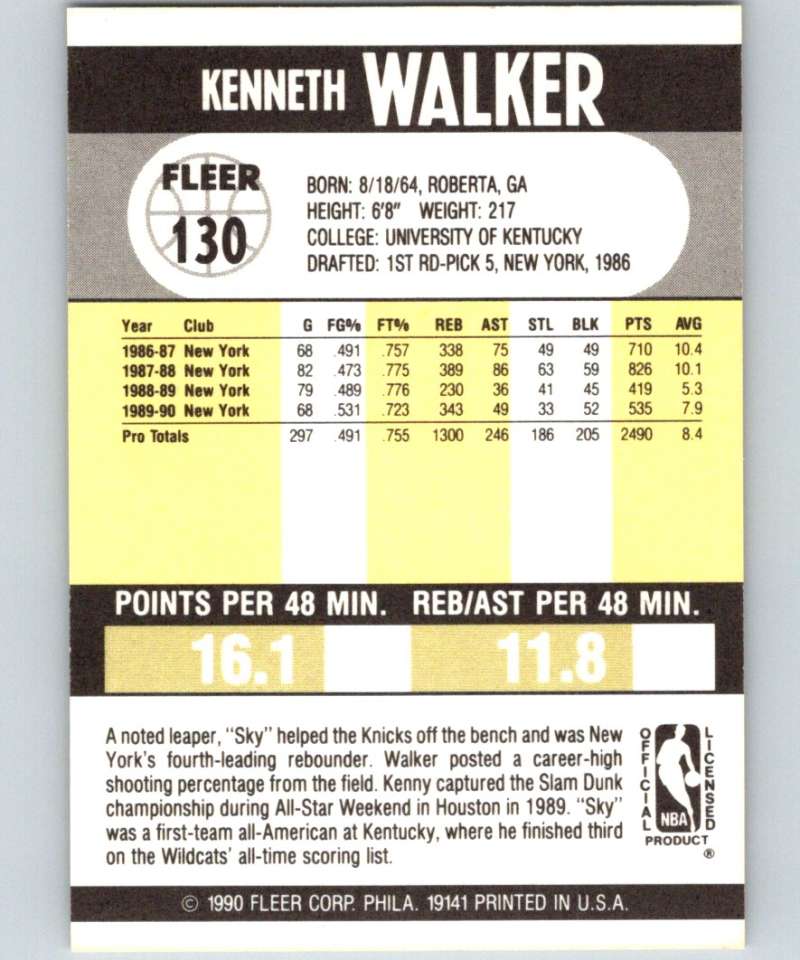 KENNETH WALKER
FLEER
130
BORN: 8/18/64, ROBERTA, GA
HEIGHT: 6'8" WEIGHT: 217
COLLEGE: UNIVERSITY OF KENTUCKY
DRAFTED: 1ST RD-PICK 5, NEW YORK, 1986
Year Club G FG% FT% REB AST STL BLK PTS AVG
1986-87 New York 68 .491 .757 338 75 49 49 710 10.4
1987-88 New York 82 .473 .775 389 86 63 59 826 10.1
1988-89 New York 79 .489 .776 230 36 41 45 419 5.3
1989-90 New York 68 .531 .723 343 49 33 52 535 7.9
Pro Totals 297 .491 .755 1300 246 186 205 2490 8.4
POINTS PER 48 MIN. REB/AST PER 48 MIN.
16.1 11.8
A noted leaper, "Sky" helped the Knicks off the bench and was New
York's fourth-leading rebounder. Walker posted a career-high
shooting percentage from the field. Kenny captured the Slam Dunk
championship during All-Star Weekend in Houston in 1989. "Sky"
was a first-team all-American at Kentucky, where he finished third
on the Wildcats' all-time scoring list.
OFFICIAL
NBA
LICENSED
PRODUCT
®
© 1990 FLEER CORP. PHILA. 19141 PRINTED IN U.S.A.